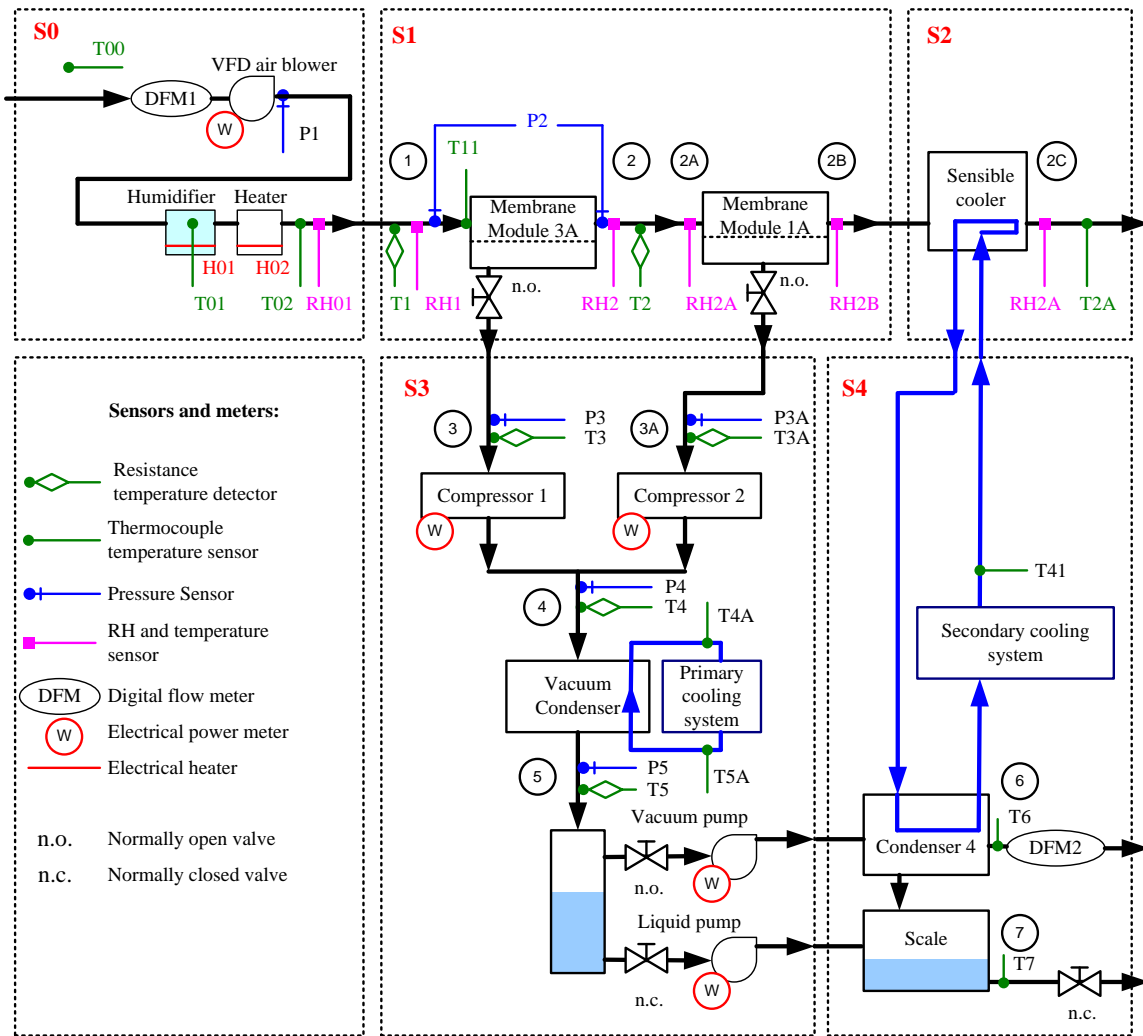 S0
T00
VFD air blower
DFM1
W
P1
Humidifier
Heater
H01
H02
T01
T02
RH01
S1
1
P2
T11
2
2A
2B
Membrane
Module 3A
Membrane
Module 1A
n.o.
n.o.
T1
RH1
RH2
T2
RH2A
RH2B
S2
Sensible
cooler
2C
RH2A
T2A
Sensors and meters:
Resistance
temperature detector
Thermocouple
temperature sensor
Pressure Sensor
RH and temperature
sensor
DFM
Digital flow meter
W
Electrical power meter
Electrical heater
n.o.
Normally open valve
n.c.
Normally closed valve
S3
3
P3
T3
3A
P3A
T3A
Compressor 1
W
Compressor 2
W
4
P4
T4
T4A
Vacuum
Condenser
Primary
cooling
system
5
P5
T5
T5A
Vacuum pump
n.o.
W
Liquid pump
n.c.
W
S4
T41
Secondary cooling
system
6
T6
Condenser 4
DFM2
Scale
7
T7
n.c.